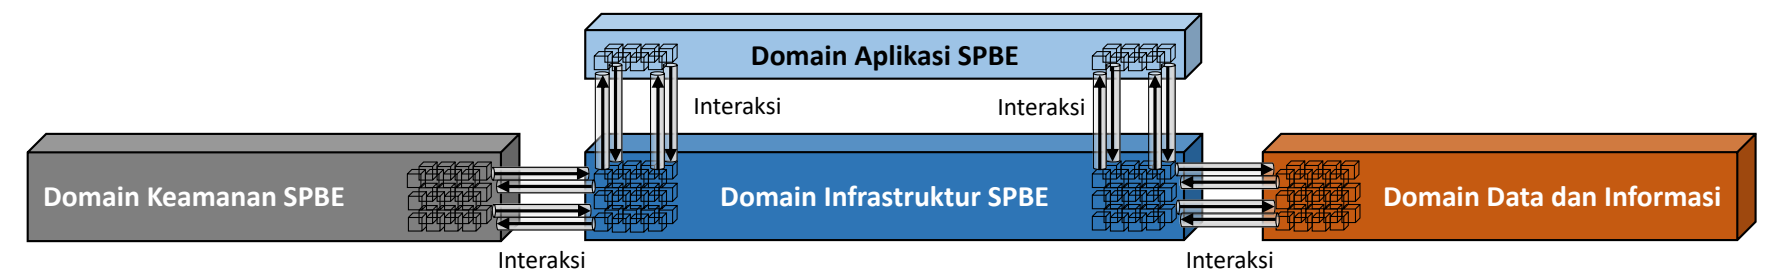 Domain Aplikasi SPBE
Interaksi
Interaksi
Domain Keamanan SPBE
Domain Infrastruktur SPBE
Domain Data dan Informasi
Interaksi
Interaksi